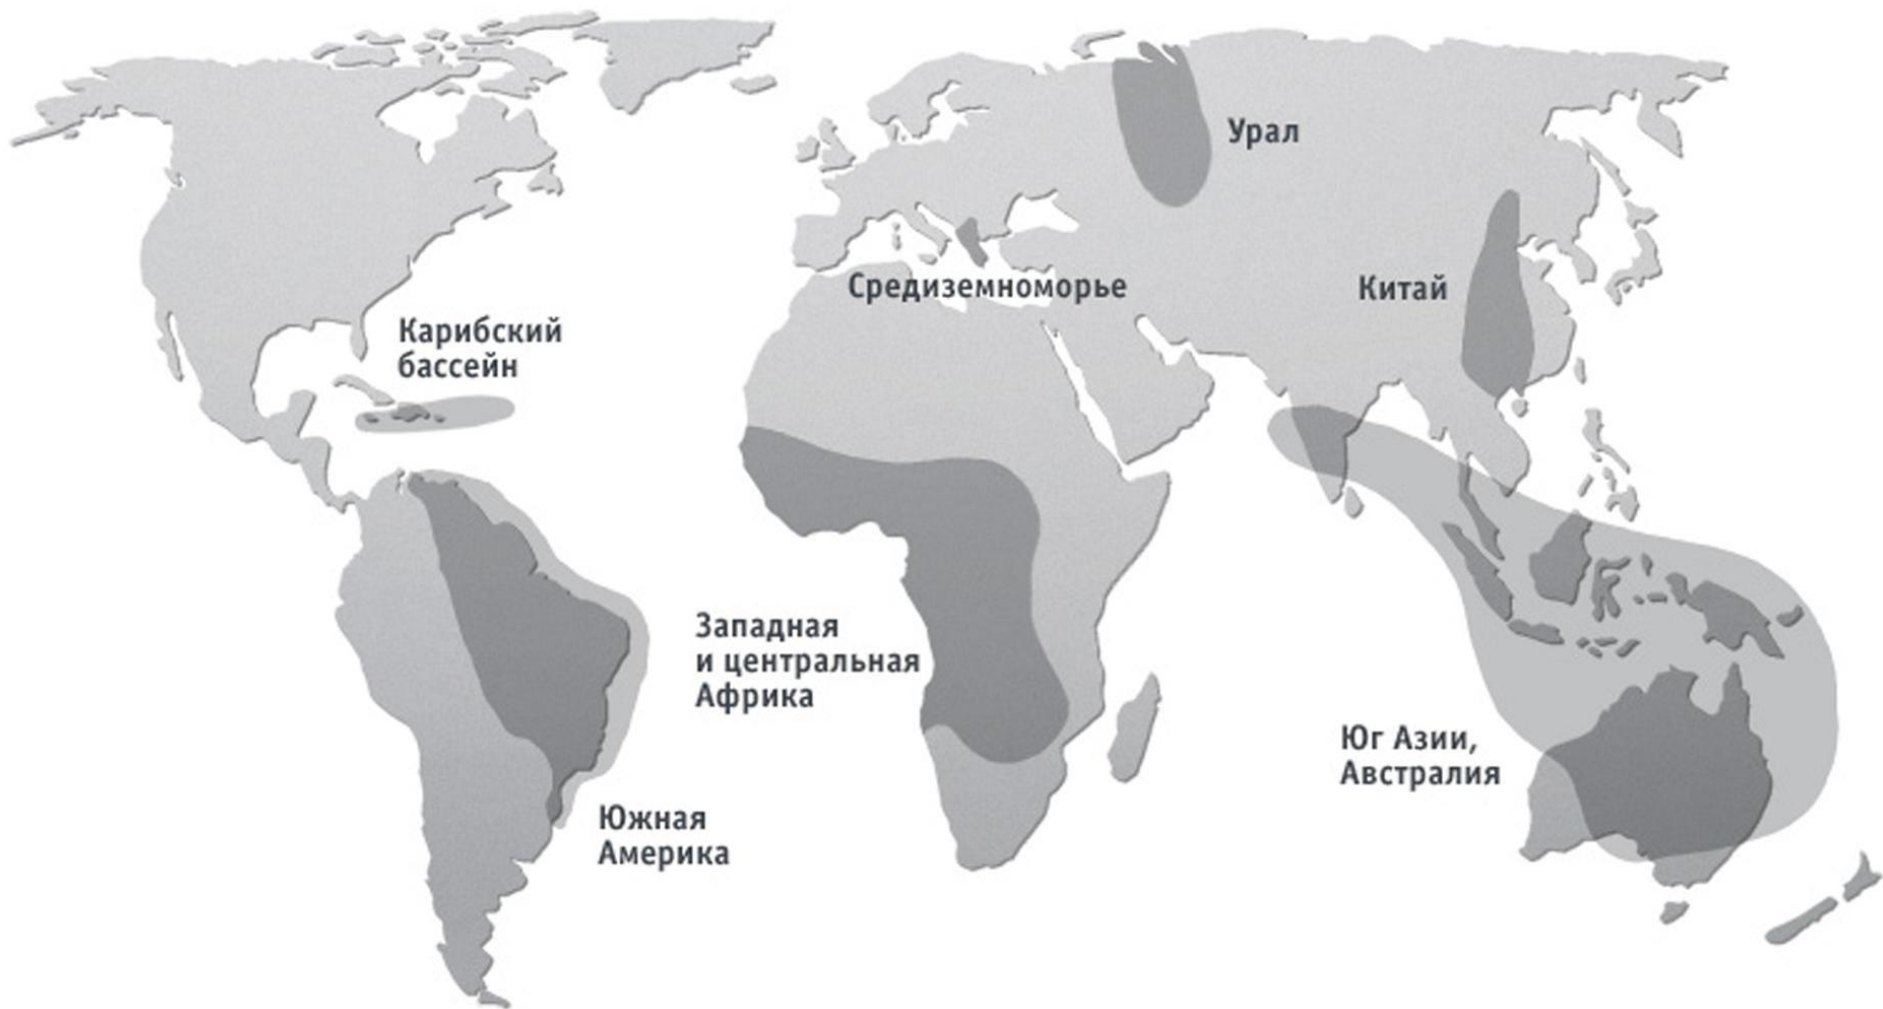 Урал
Средиземноморье
Китай
Карибский
бассейн
Западная
и центральная
Африка
Юг Азии,
Австралия
Южная
Америка